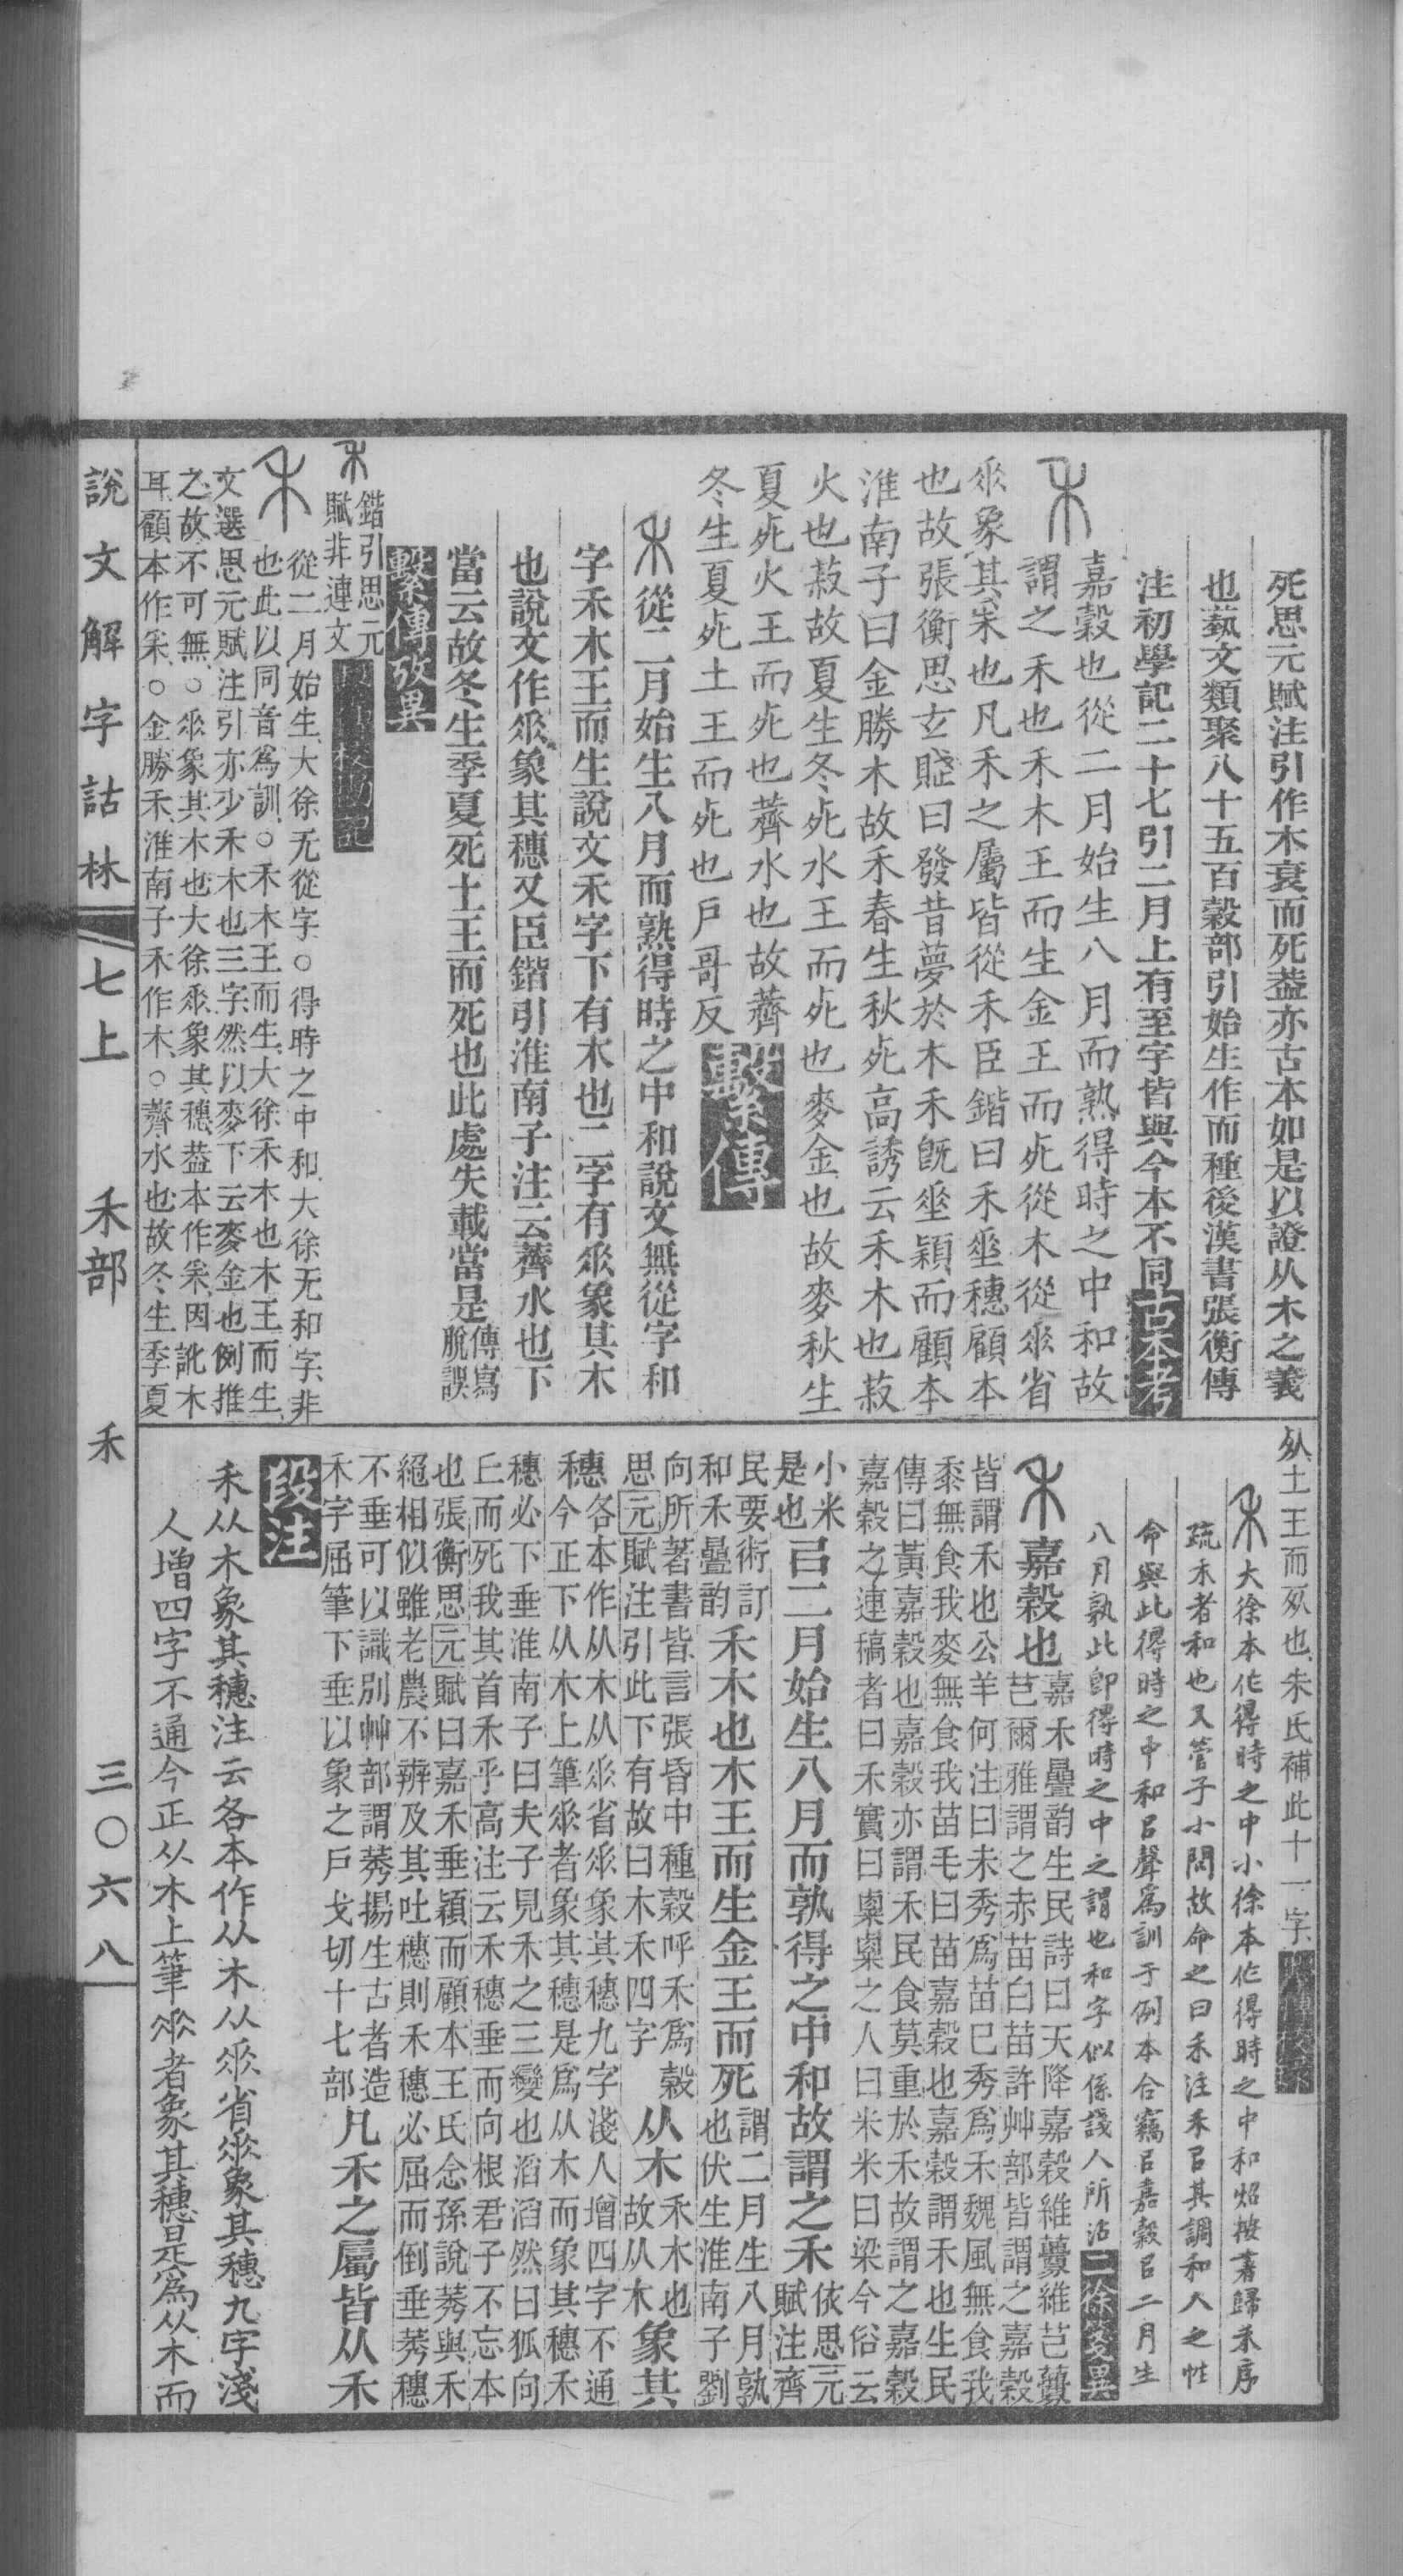 死思元賦注引作木衰而死葢亦古本如是以證从木之義
也藝文類聚八十五百穀部引始生作而種後漢書張衡傳
注初學記二十七引二月上有至字皆與今本不同古本考
禾 嘉穀也從二月始生八月而熟得時之中和故
謂之禾也禾木王而生金王而死從木從𠂹省
𠂹象其末也凡禾之屬皆從禾臣鍇曰禾𠂹穗顧本
也故張衡思玄賦曰發昔夢於木禾旣𠂹穎而顧本
淮南子曰金勝木故禾春生秋死高誘云禾木也菽
火也菽故夏生冬死水王而死也麥金也故麥秋生
夏死火王而死也薺水也故薺
冬生夏死土王而死也戶哥反 繫傳
禾從二月始生八月而熟得時之中和說文無從字和
字禾木王而生說文禾字下有木也二字有𠂹象其木
也說文作𠂹象其穗又臣鍇引淮南子注云薺水也下
當云故冬生季夏死土王而死也此處失載當是傳寫
脫誤
繫傳攷異
禾 鍇引思元
賦非連文
禾 從二月始生大徐无從字○得時之中和大徐无和字非
也此以同音爲訓○禾木王而生大徐禾木也木王而生
文選思元賦注引亦少禾木也三字然以麥下云麥金也例推
之故不可無○𠂹象其木也大徐𠂹象其穗葢本作𥝩因訛木
耳顧本作𥝩○金勝禾淮南子禾作木○薺水也故冬生季夏
死土王而死也朱氏補此十一字
禾大徐本作得時之中小徐本作得時之中和炤按書歸禾序
疏禾者和也又管子小問故命之曰禾注禾㠯其調和人之性
命與此得時之中和㠯聲爲訓于例本合竊㠯嘉穀㠯二月生
八月孰此卽得時之中之謂也和字似係淺人所沾二徐箋異
禾 嘉穀也嘉禾疊韵生民詩曰天降嘉穀維虋維芑虋
芑爾雅謂之赤苗白苗許艸部皆謂之嘉穀
皆謂禾也公羊何注曰未秀爲苗已秀爲禾魏風無食我
黍無食我麥無食我苗毛曰苗嘉穀也嘉穀謂禾也生民
傳曰黃嘉穀也嘉穀亦謂禾民食莫重於禾故謂之嘉穀
嘉穀之連稿者曰禾實曰㮚㮚之人曰米米曰梁今俗云
小米
是也㠯二月始生八月而孰得之中和故謂之禾依思元
賦注齊
民要術訂
和禾疊韵禾木也木王而生金王而死謂二月生八月孰
也伏生淮南子劉
向所著書皆言張昏中種穀呼禾爲穀
思元賦注引此下有故曰木禾四字从木禾木也
故从木象其
穗各本作从木从𠂹省𠂹象其穗九字淺人增四字不通
今正下从木上筆𠂹者象其穗是爲从木而象其穗禾
穗必下垂淮南子曰夫子見禾之三變也滔滔然曰狐向
丘而死我其首禾乎高注云禾穗垂而向根君子不忘本
也張衡思元賦曰嘉禾垂穎而顧本王氏念孫說莠與禾
絕相似雖老農不辨及其吐穗則禾穗必屈而倒垂莠穗
不垂可以識別艸部謂莠揚生古者造
禾字屈筆下垂以象之戶戈切十七部凡禾之屬皆从禾
段注
禾从木象其穗注云各本作从木从𠂹省𠂹象其穗九字淺
人增四字不通今正从木上筆𠂹者象其穗是爲从木而
說文解字詁林 七上 禾部 禾 三〇六八